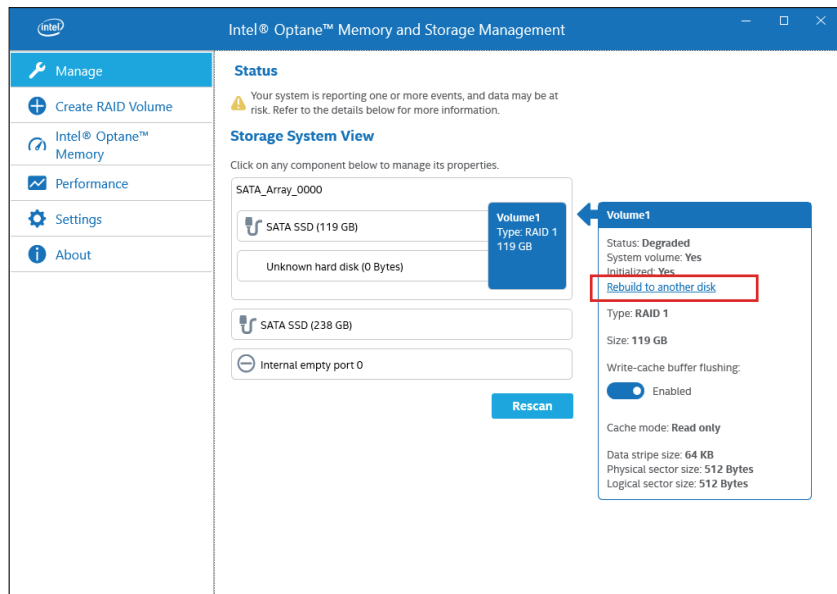 intel
Intel® Optane™ Memory and Storage Management
Manage
Create RAID Volume
Intel® Optane™
Memory
Performance
Settings
About
Status
Your system is reporting one or more events, and data may be at
risk. Refer to the details below for more information.
Storage System View
Click on any component below to manage its properties.
SATA_Array_0000
SATA SSD (119 GB)
Unknown hard disk (0 Bytes)
Volume1
Type: RAID 1
119 GB
SATA SSD (238 GB)
Internal empty port 0
Rescan
Volume1
Status: Degraded
System volume: Yes
Initialized: Yes
Rebuild to another disk
Type: RAID 1
Size: 119 GB
Write-cache buffer flushing:
Enabled
Cache mode: Read only
Data stripe size: 64 KB
Physical sector size: 512 Bytes
Logical sector size: 512 Bytes